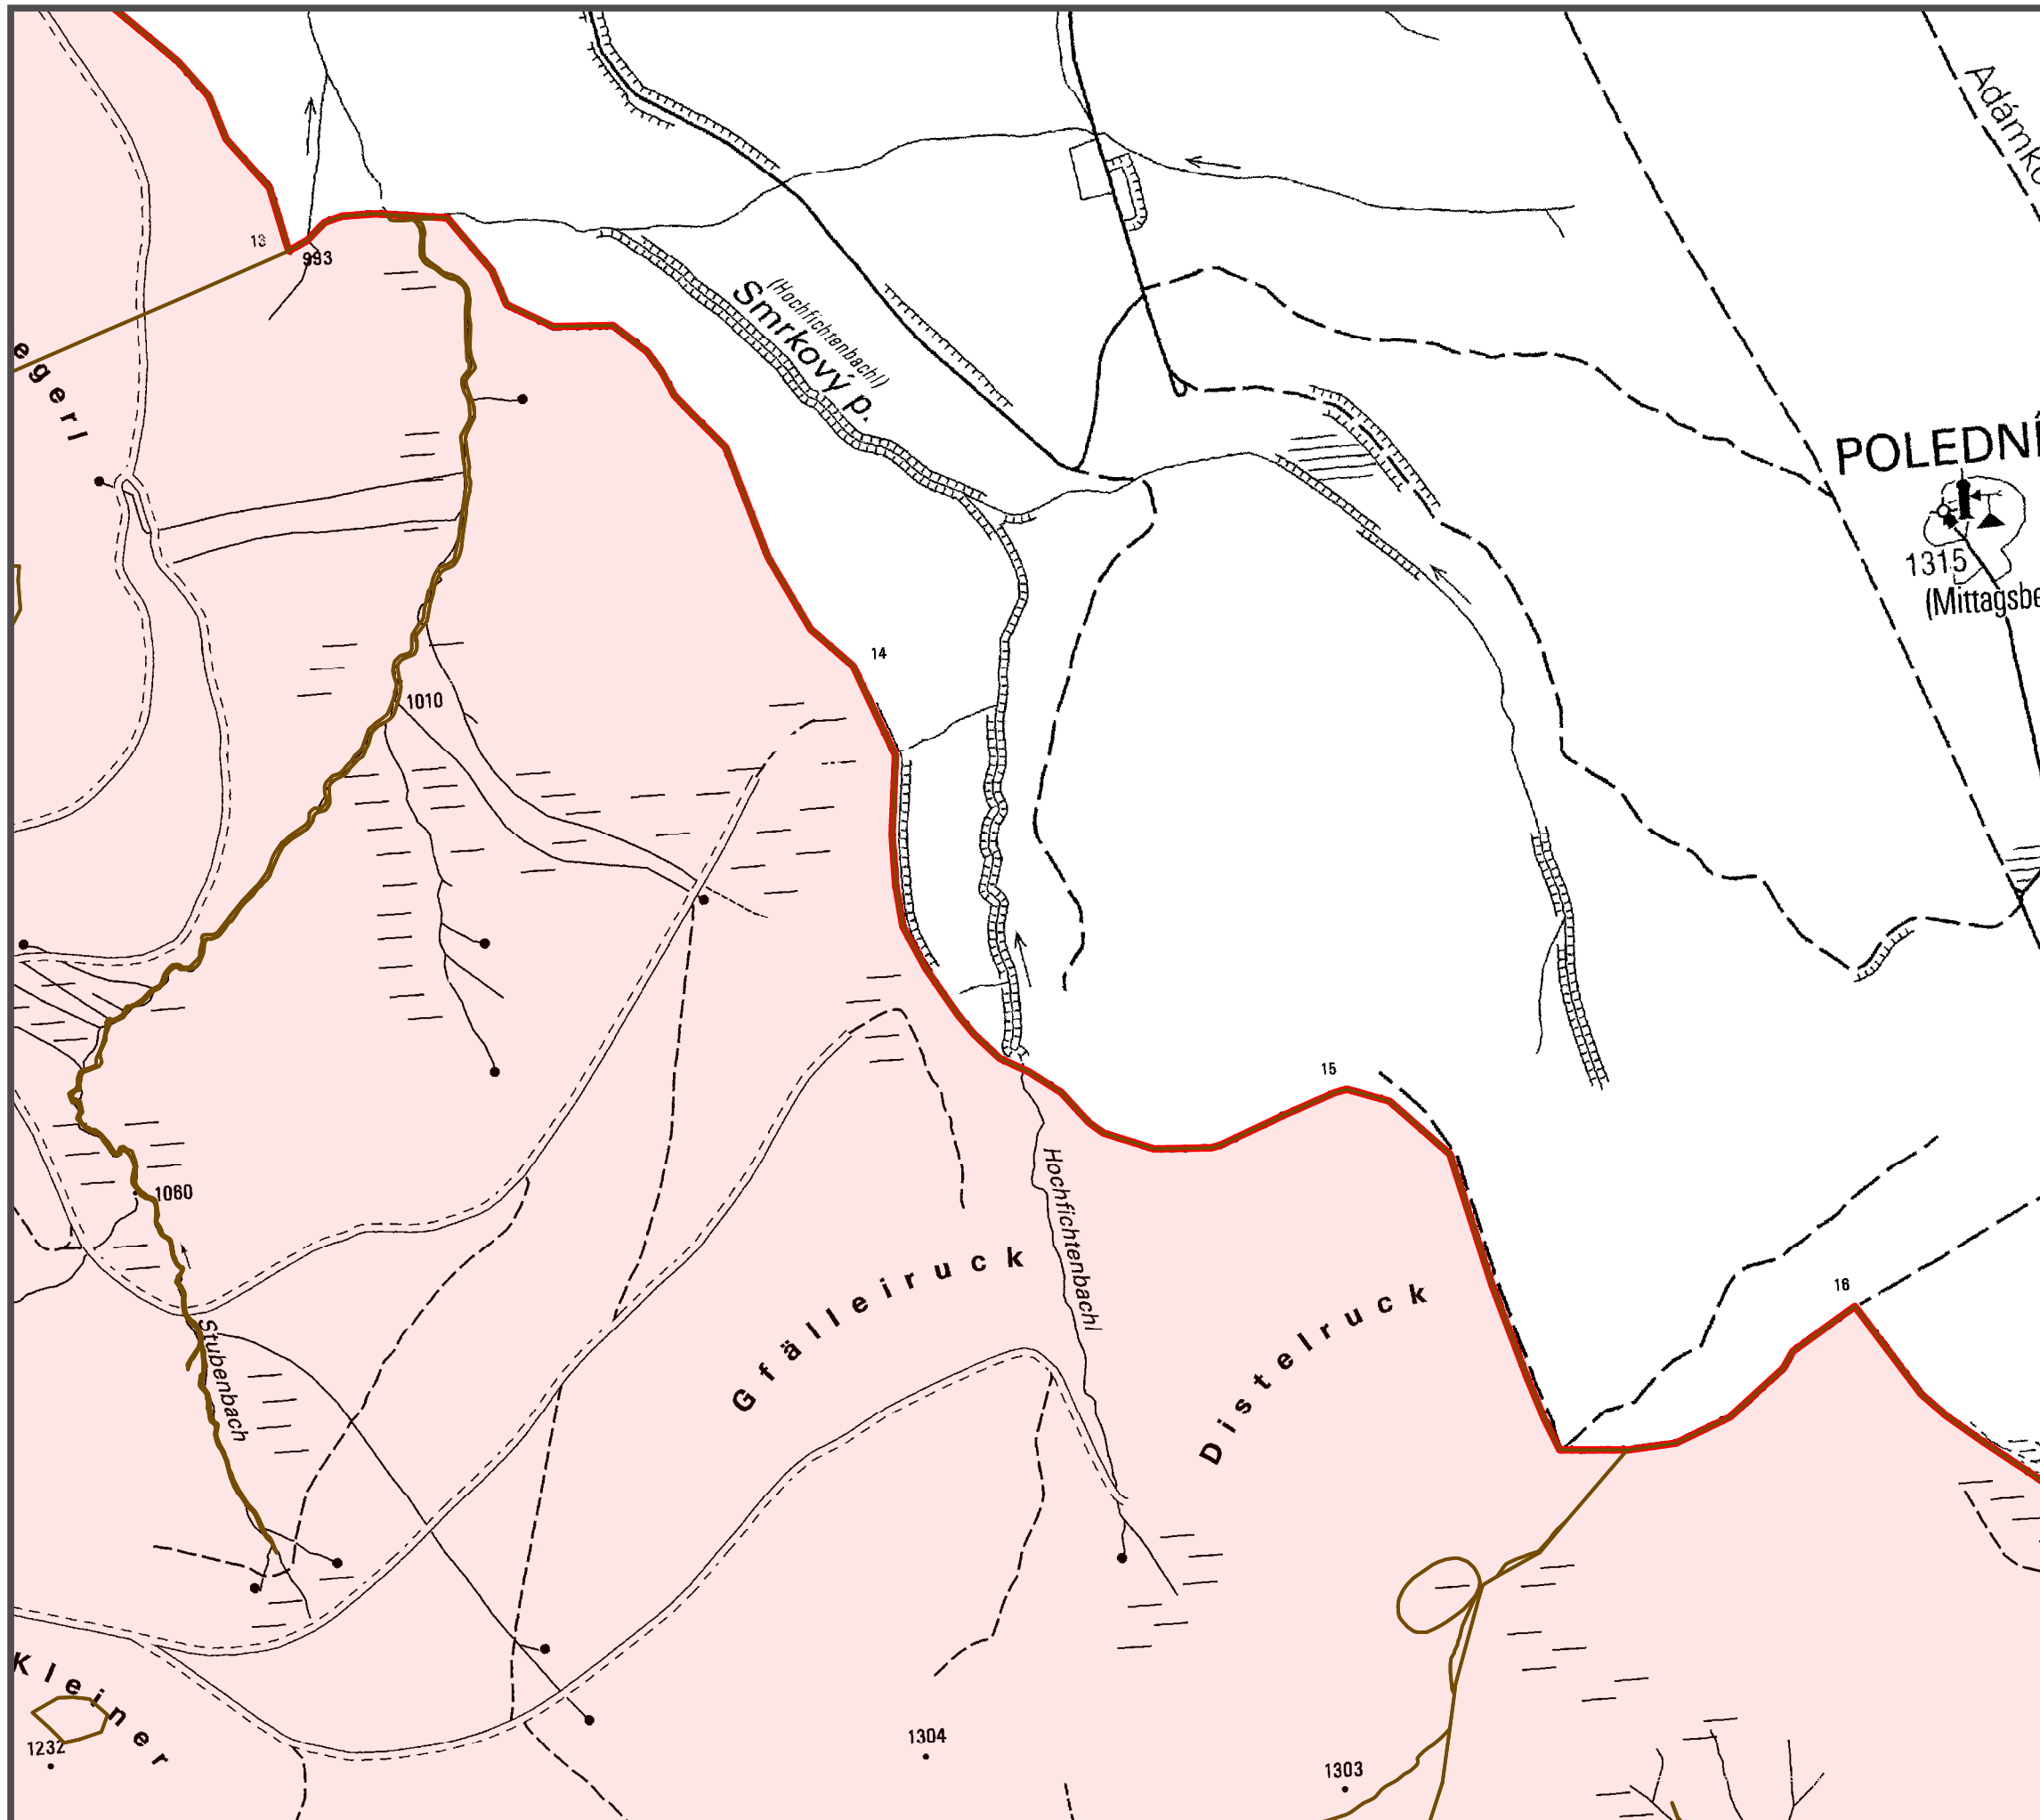 Adámko
13
993
(Hochfichtenbachl)
Smrkový p.
egerl
POLEDNÍ
1315
(Mittagsbe
14
1010
15
Hochfichtenbachl
1060
Gfälleiruck
Distelruck
16
Stubenbach
Kleiner
1232
1304
1303